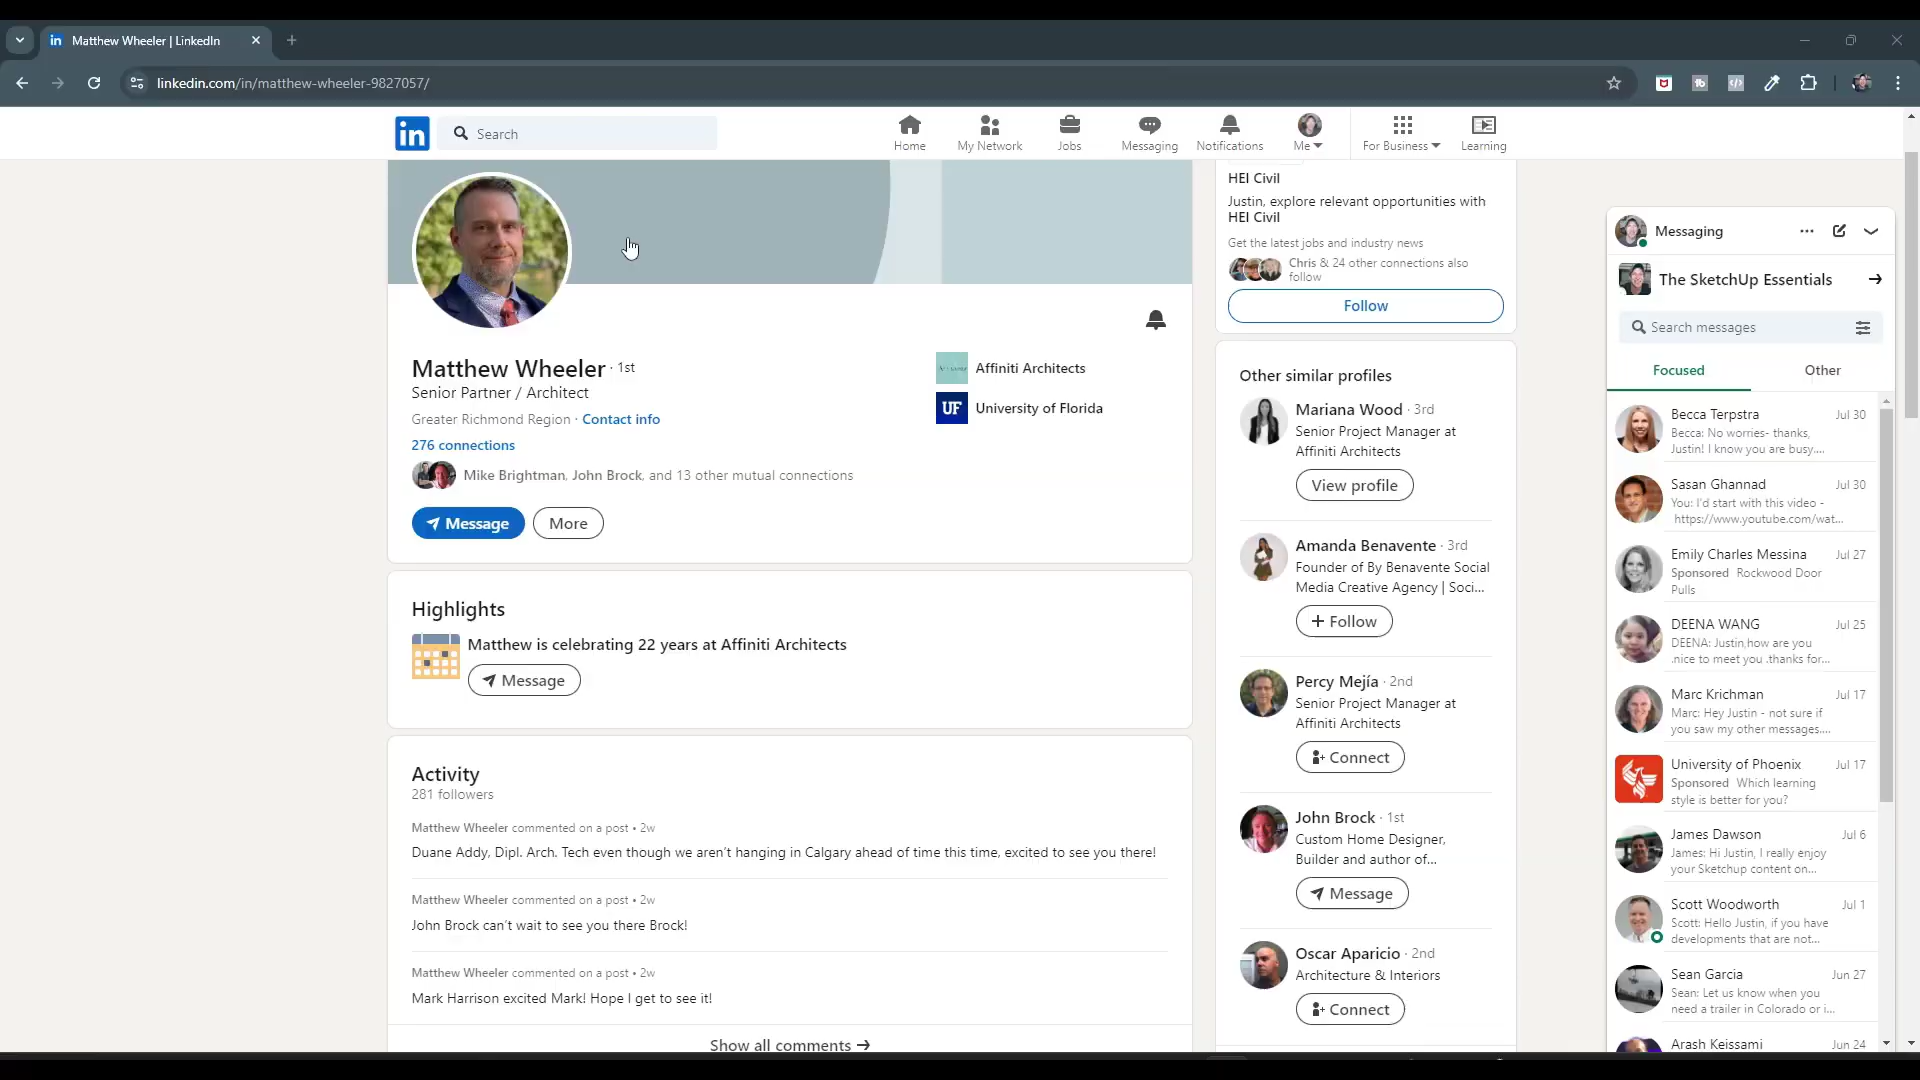 Matthew Wheeler | LinkedIn
linkedin.com/in/matthew-wheeler-9827057/
in
Search
Home
My Network
Jobs
Messaging
Notifications
Me
For Business
Learning
Matthew Wheeler · 1st
Senior Partner / Architect
Greater Richmond Region · Contact info
276 connections
Mike Brightman, John Brock, and 13 other mutual connections
Message
More
Affiniti Architects
UF
University of Florida
Highlights
Matthew is celebrating 22 years at Affiniti Architects
Message
Activity
281 followers
Matthew Wheeler commented on a post • 2w
Duane Addy, Dipl. Arch. Tech even though we aren't hanging in Calgary ahead of time this time, excited to see you there!
Matthew Wheeler commented on a post • 2w
John Brock can't wait to see you there Brock!
Matthew Wheeler commented on a post • 2w
Mark Harrison excited Mark! Hope I get to see it!
Show all comments →
HEI Civil
Justin, explore relevant opportunities with
HEI Civil
Get the latest jobs and industry news
Chris & 24 other connections also
follow
Follow
Other similar profiles
Mariana Wood · 3rd
Senior Project Manager at
Affiniti Architects
View profile
Amanda Benavente · 3rd
Founder of By Benavente Social
Media Creative Agency | Soci...
+ Follow
Percy Mejía · 2nd
Senior Project Manager at
Affiniti Architects
Connect
John Brock · 1st
Custom Home Designer,
Builder and author of...
Message
Oscar Aparicio · 2nd
Architecture & Interiors
Connect
Messaging
The SketchUp Essentials
Search messages
Focused
Other
Becca Terpstra Jul 30
Becca: No worries- thanks,
Justin! I know you are busy....
Sasan Ghannad Jul 30
You: I'd start with this video -
https://www.youtube.com/wat...
Emily Charles Messina Jul 27
Sponsored Rockwood Door
Pulls
DEENA WANG Jul 25
DEENA: Justin,how are you
.nice to meet you .thanks for...
Marc Krichman Jul 17
Marc: Hey Justin - not sure if
you saw my other messages....
University of Phoenix Jul 17
Sponsored Which learning
style is better for you?
James Dawson Jul 6
James: Hi Justin, I really enjoy
your Sketchup content on...
Scott Woodworth Jul 1
Scott: Hello Justin, if you have
developments that are not...
Sean Garcia Jun 27
Sean: Let us know when you
need a trailer in Colorado or i...
Arash Keissami Jun 24